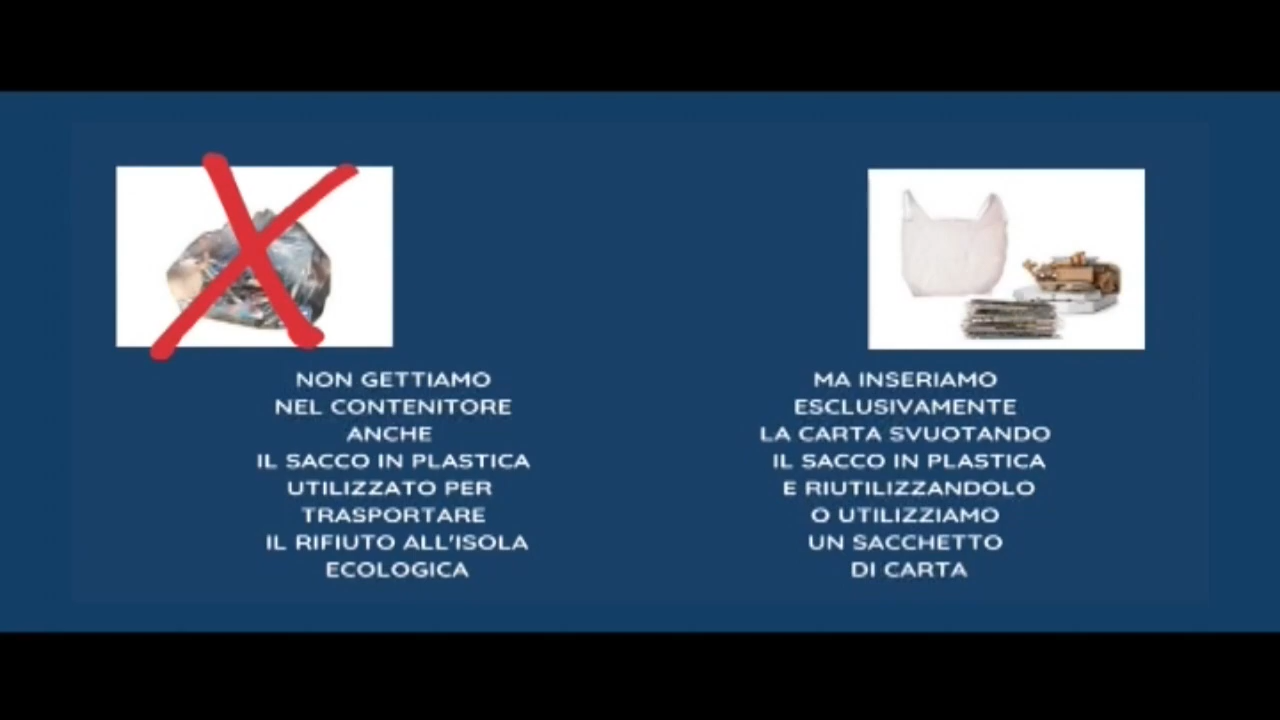 NON GETTIAMO
NEL CONTENITORE
ANCHE
IL SACCO IN PLASTICA
UTILIZZATO PER
TRASPORTARE
IL RIFIUTO ALL'ISOLA
ECOLOGICA
MA INSERIAMO
ESCLUSIVAMENTE
LA CARTA SVUOTANDO
IL SACCO IN PLASTICA
E RIUTILIZZANDOLO
O UTILIZZIAMO
UN SACCHETTO
DI CARTA